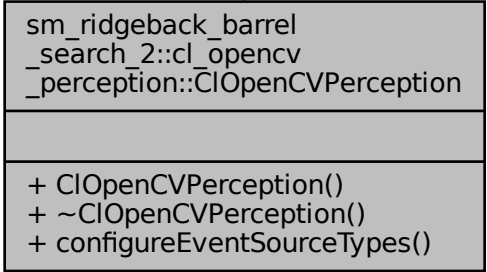 sm_ridgeback_barrel
_search_2::cl_opencv
_perception::ClOpenCVPerception
+ ClOpenCVPerception()
+ ~ClOpenCVPerception()
+ configureEventSourceTypes()